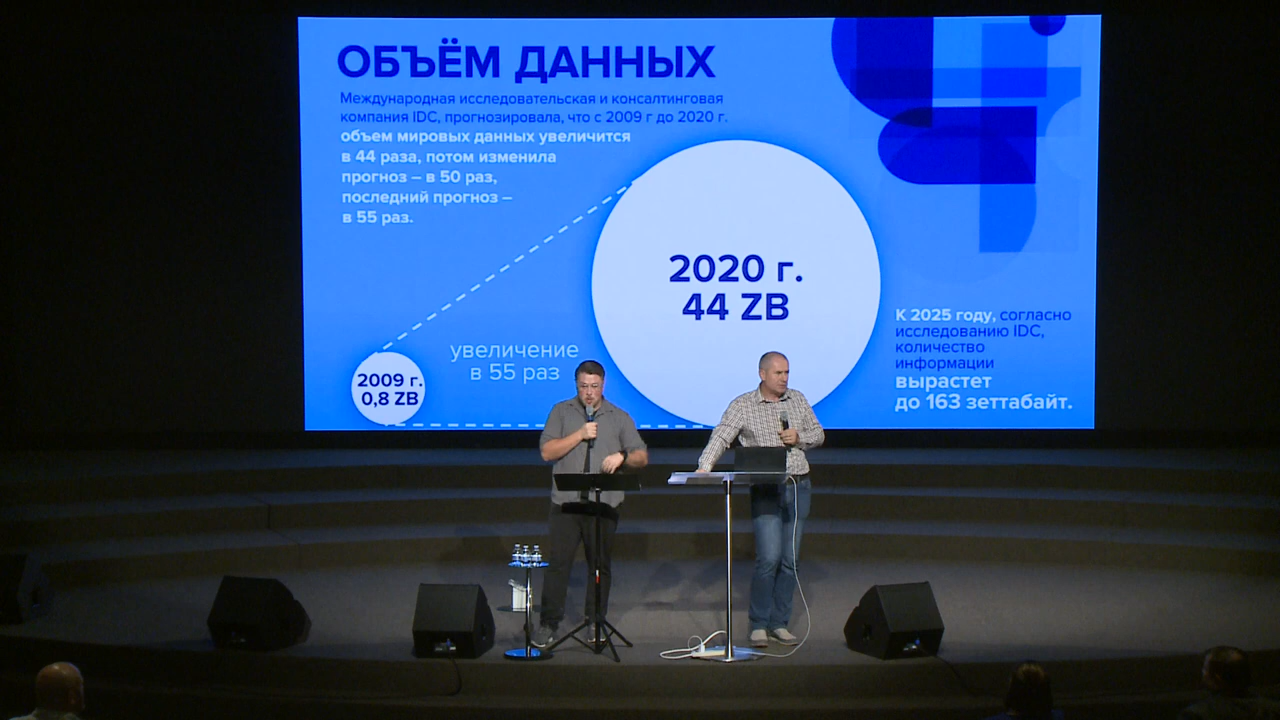 ОБЪЁМ ДАННЫХ
Международная исследовательская и консалтинговая
компания IDC, прогнозировала, что с 2009 г до 2020 г.
объем мировых данных увеличится
в 44 раза, потом изменила
прогноз – в 50 раз,
последний прогноз –
в 55 раз.
2020 г.
44 ZB
увеличение
в 55 раз
2009 г.
0,8 ZB
К 2025 году, согласно
исследованию IDC,
количество
информации
вырастет
до 163 зеттабайт.